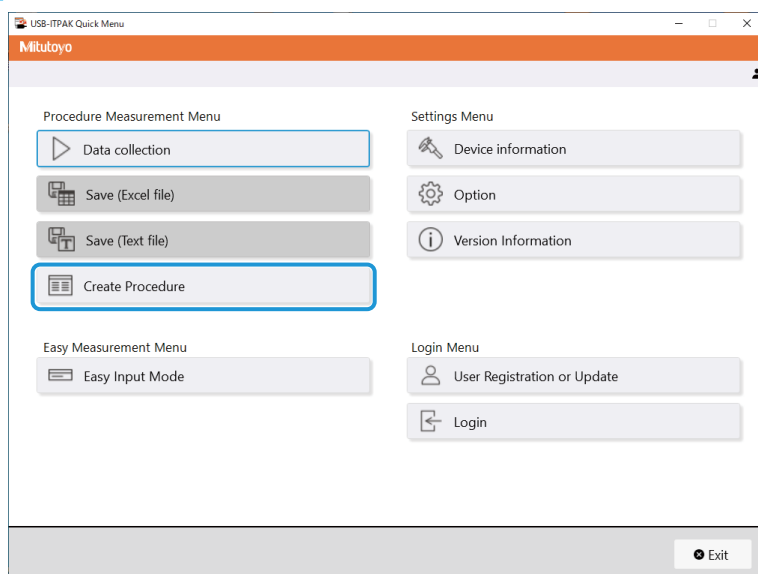 USB-ITPAK Quick Menu
Mitutoyo
Procedure Measurement Menu
Data collection
Save (Excel file)
Save (Text file)
Create Procedure
Easy Measurement Menu
Easy Input Mode
Settings Menu
Device information
Option
Version Information
Login Menu
User Registration or Update
Login
Exit